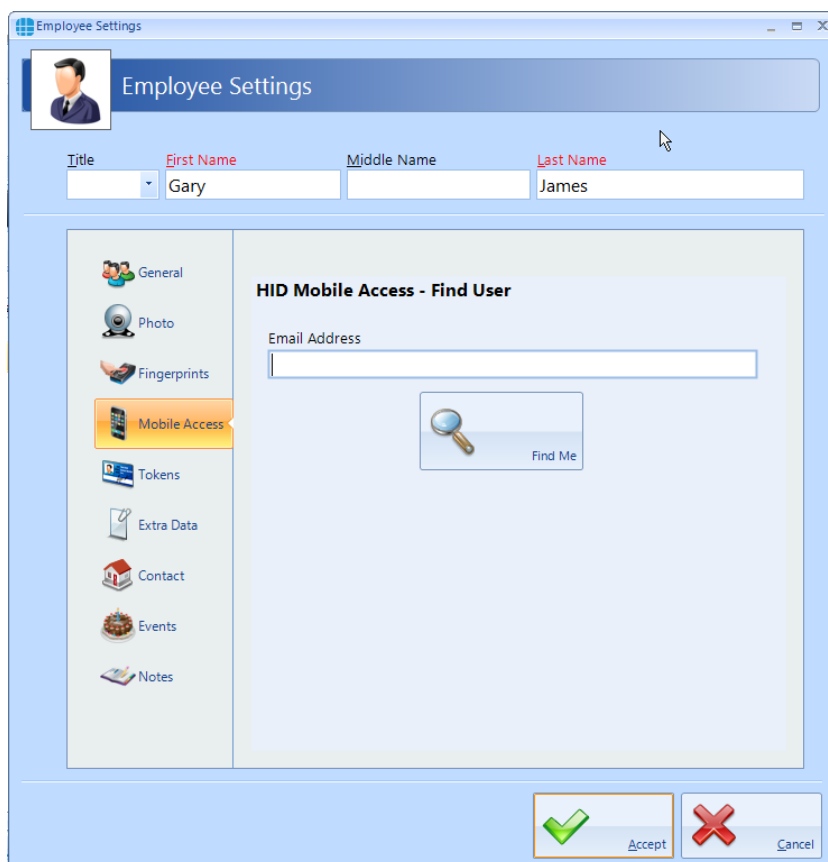 Employee Settings
Employee Settings
Title First Name Middle Name Last Name
Gary James
General
HID Mobile Access - Find User
Photo
Email Address
Fingerprints
Mobile Access
Find Me
Tokens
Extra Data
Contact
Events
Notes
Accept Cancel